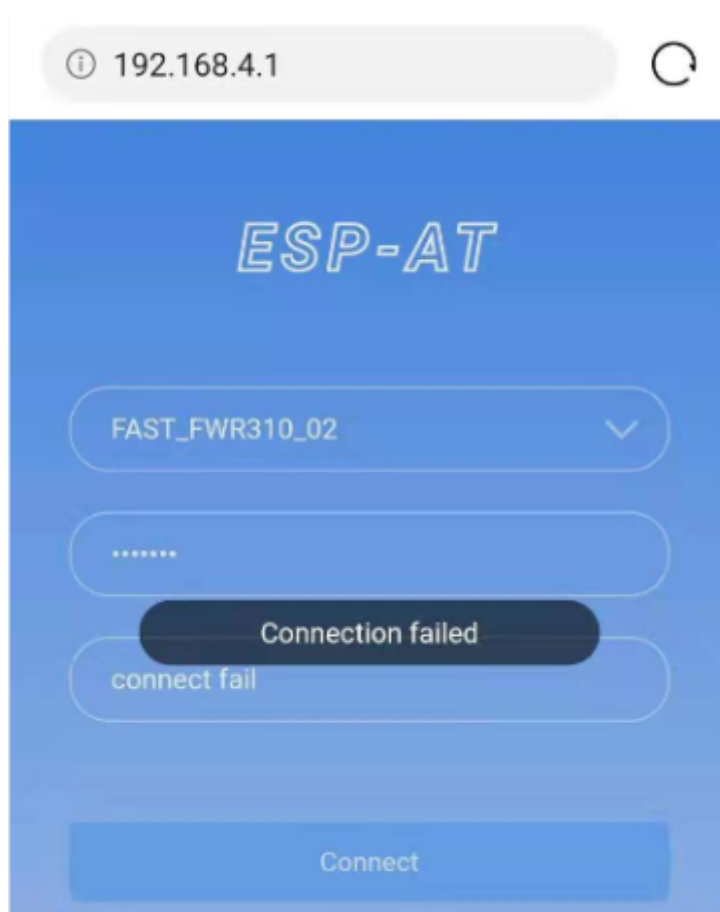 192.168.4.1
ESP-AT
FAST_FWR310_02
•••••••
Connection failed
connect fail
Connect